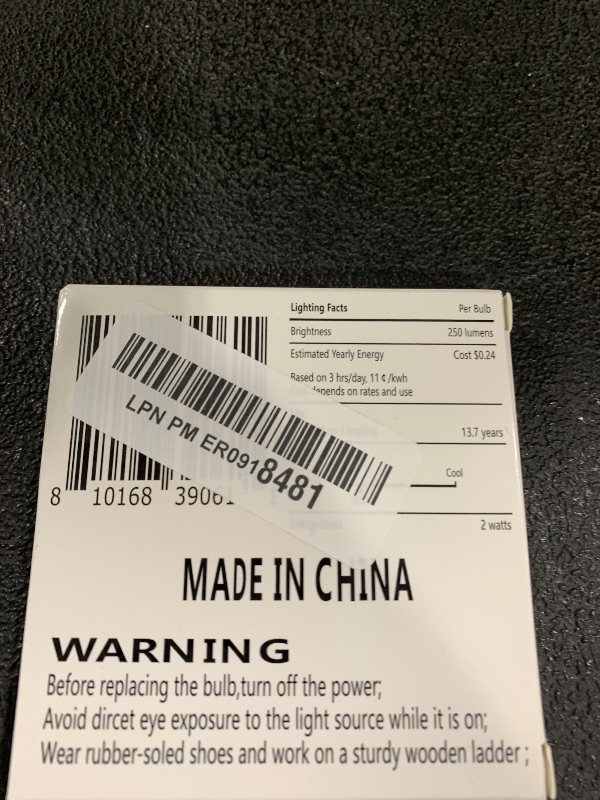 Lighting Facts Per Bulb
Brightness 250 lumens
Estimated Yearly Energy Cost $0.24
Based on 3 hrs/day, 11 ¢/kwh
Cost depends on rates and use
13.7 years
Cool
2 watts
LPN PM ER0918481
8 10168 39061 1
MADE IN CHINA
WARNING
Before replacing the bulb,turn off the power;
Avoid dircet eye exposure to the light source while it is on;
Wear rubber-soled shoes and work on a sturdy wooden ladder ;